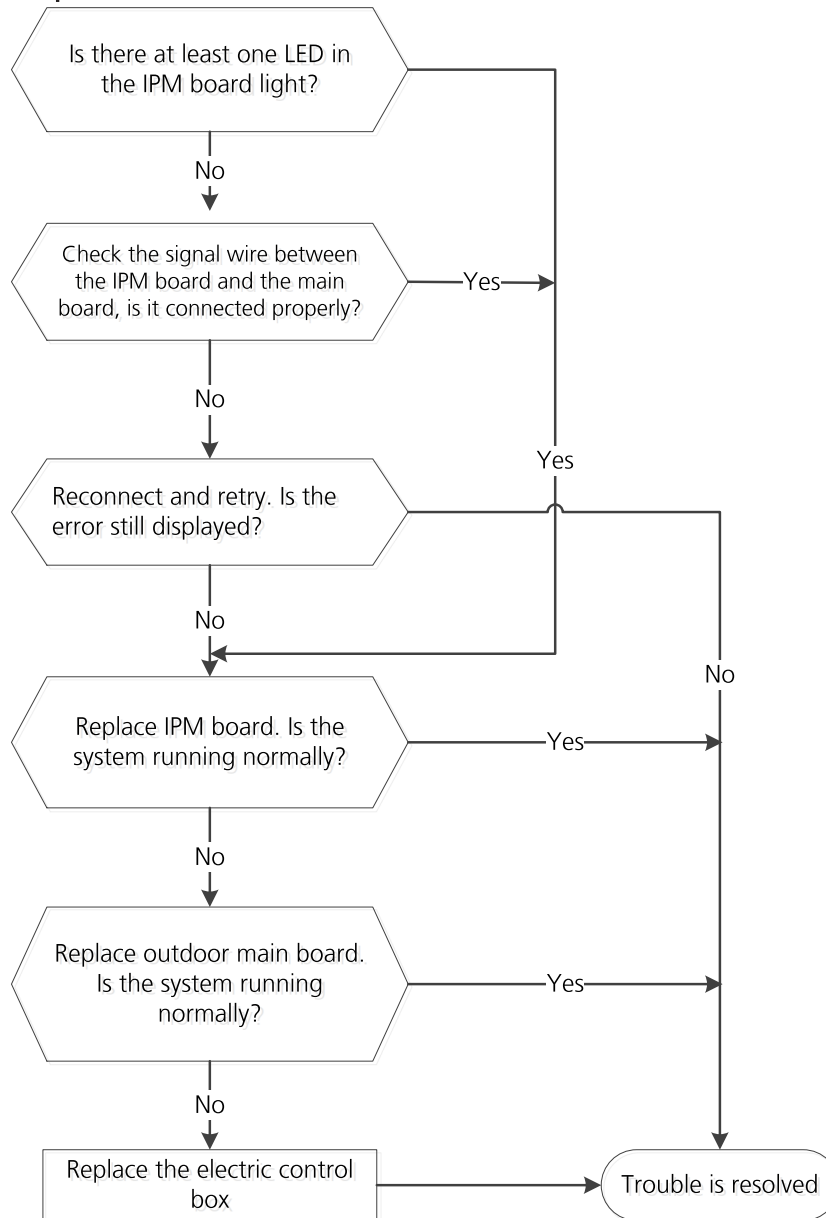 Is there at least one LED in
the IPM board light?
No
Check the signal wire between
the IPM board and the main
board, is it connected properly?
Yes
No
Yes
Reconnect and retry. Is the
error still displayed?
No
No
Replace IPM board. Is the
system running normally?
Yes
No
Replace outdoor main board.
Is the system running
normally?
Yes
No
Replace the electric control
box
Trouble is resolved